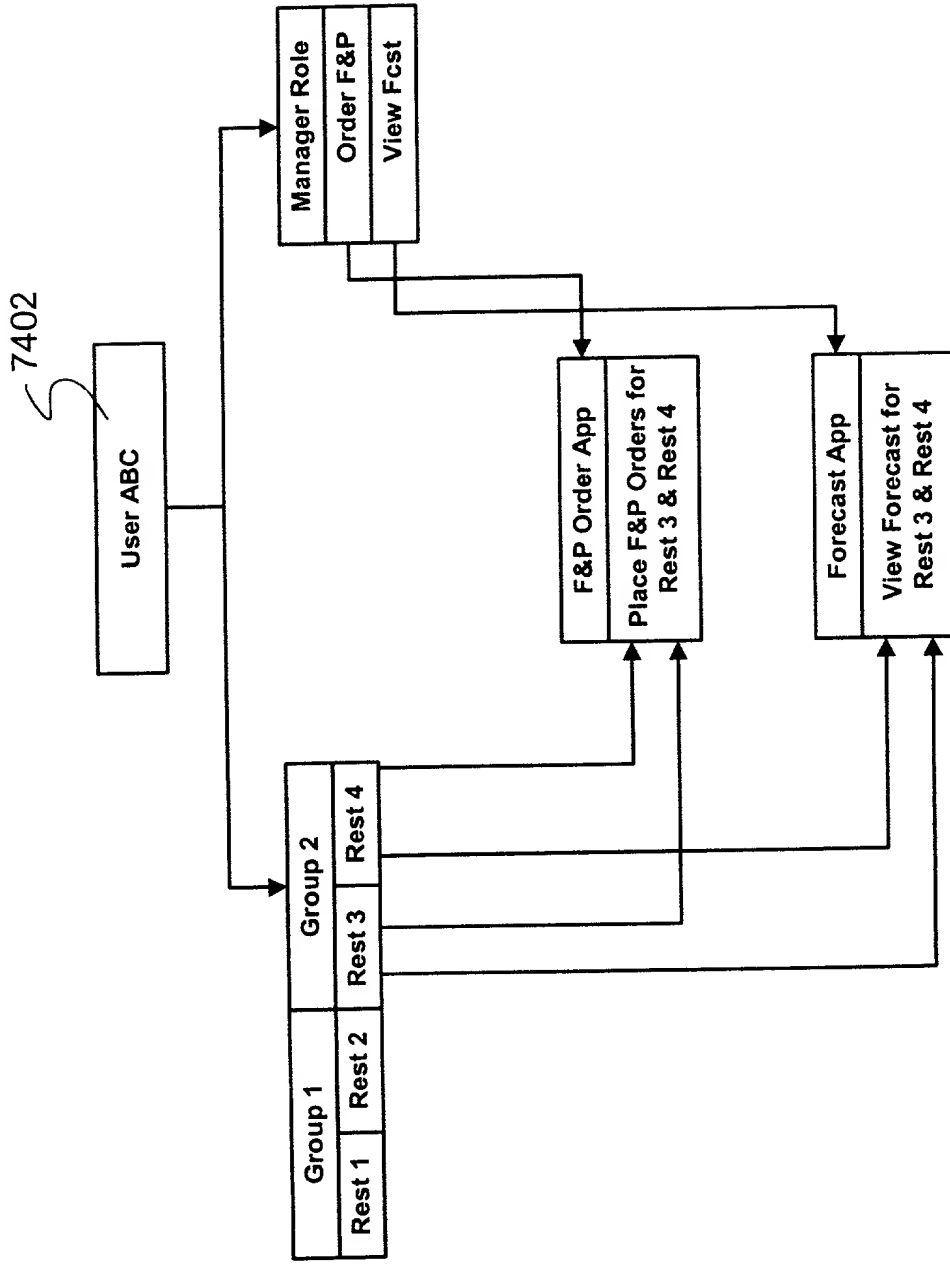 7402
User ABC
Group 1
Group 2
Rest 1
Rest 2
Rest 3
Rest 4
Manager Role
Order F&P
View Fcst
F&P Order App
Place F&P Orders for
Rest 3 & Rest 4
Forecast App
View Forecast for
Rest 3 & Rest 4